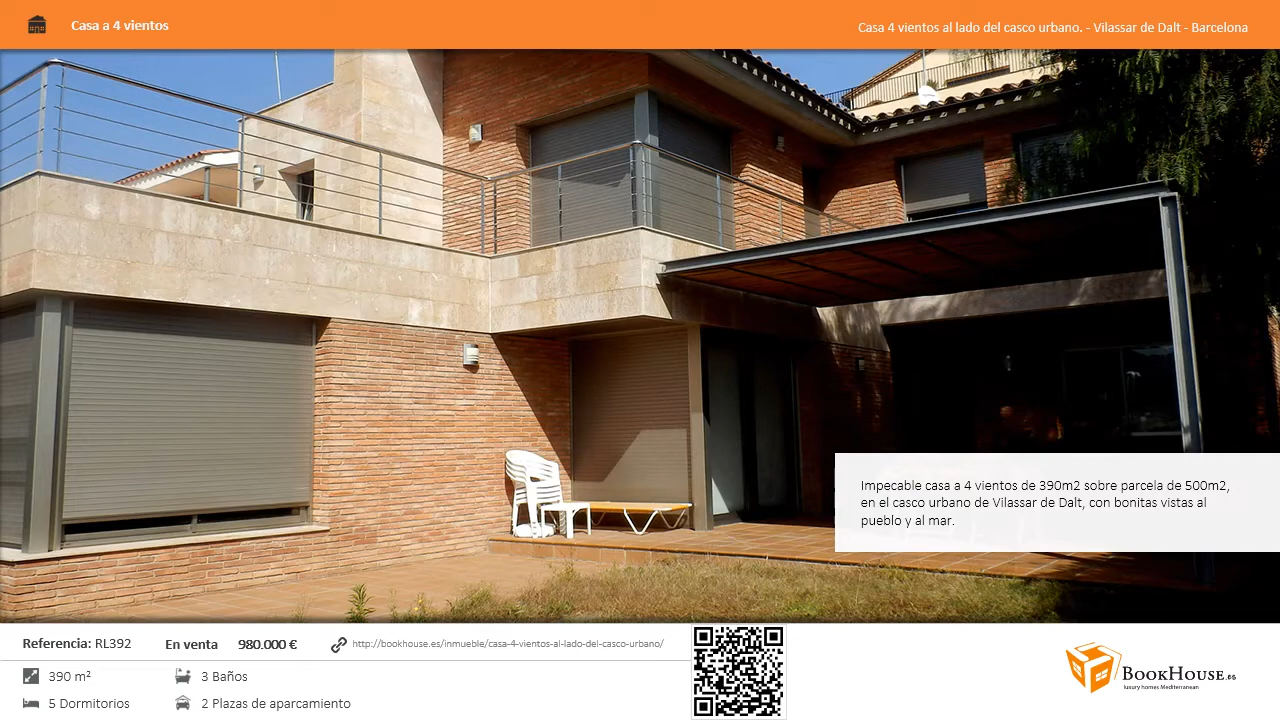 Casa a 4 vientos
Casa 4 vientos al lado del casco urbano. - Vilassar de Dalt - Barcelona
Impecable casa a 4 vientos de 390m2 sobre parcela de 500m2,
en el casco urbano de Vilassar de Dalt, con bonitas vistas al
pueblo y al mar.
Referencia: RL392
En venta 980.000 €
http://bookhouse.es/inmueble/casa-4-vientos-al-lado-del-casco-urbano/
390 m²
3 Baños
5 Dormitorios
2 Plazas de aparcamiento
BOOKHOUSE.es
luxury homes Mediterranean